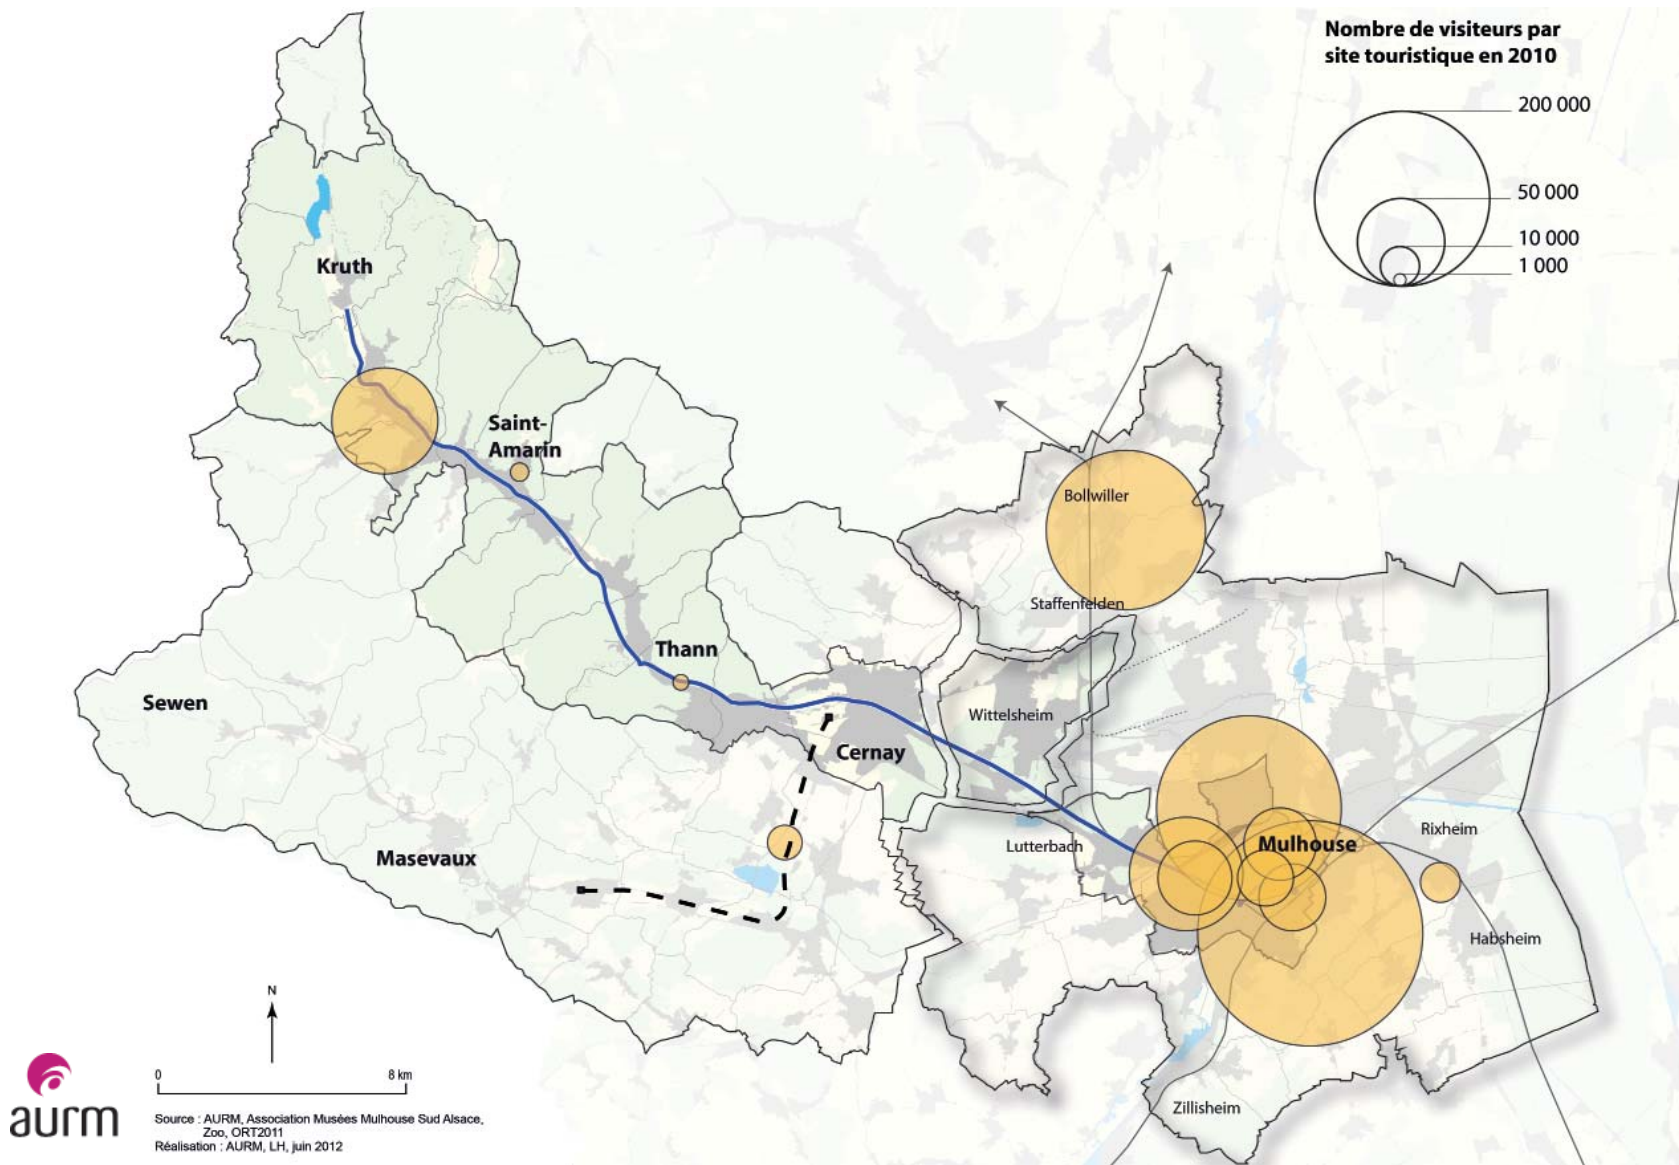 Nombre de visiteurs par
site touristique en 2010
200 000
50 000
10 000
1 000
Kruth
Saint-
Amarin
Bollwiller
Staffenfelden
Thann
Sewen
Wittelsheim
Cernay
Rixheim
Mulhouse
Lutterbach
Masevaux
Habsheim
N
0
8 km
aurm
Zillisheim
Source : AURM, Association Musées Mulhouse Sud Alsace,
Zoo, ORT2011
Réalisation : AURM, LH, juin 2012